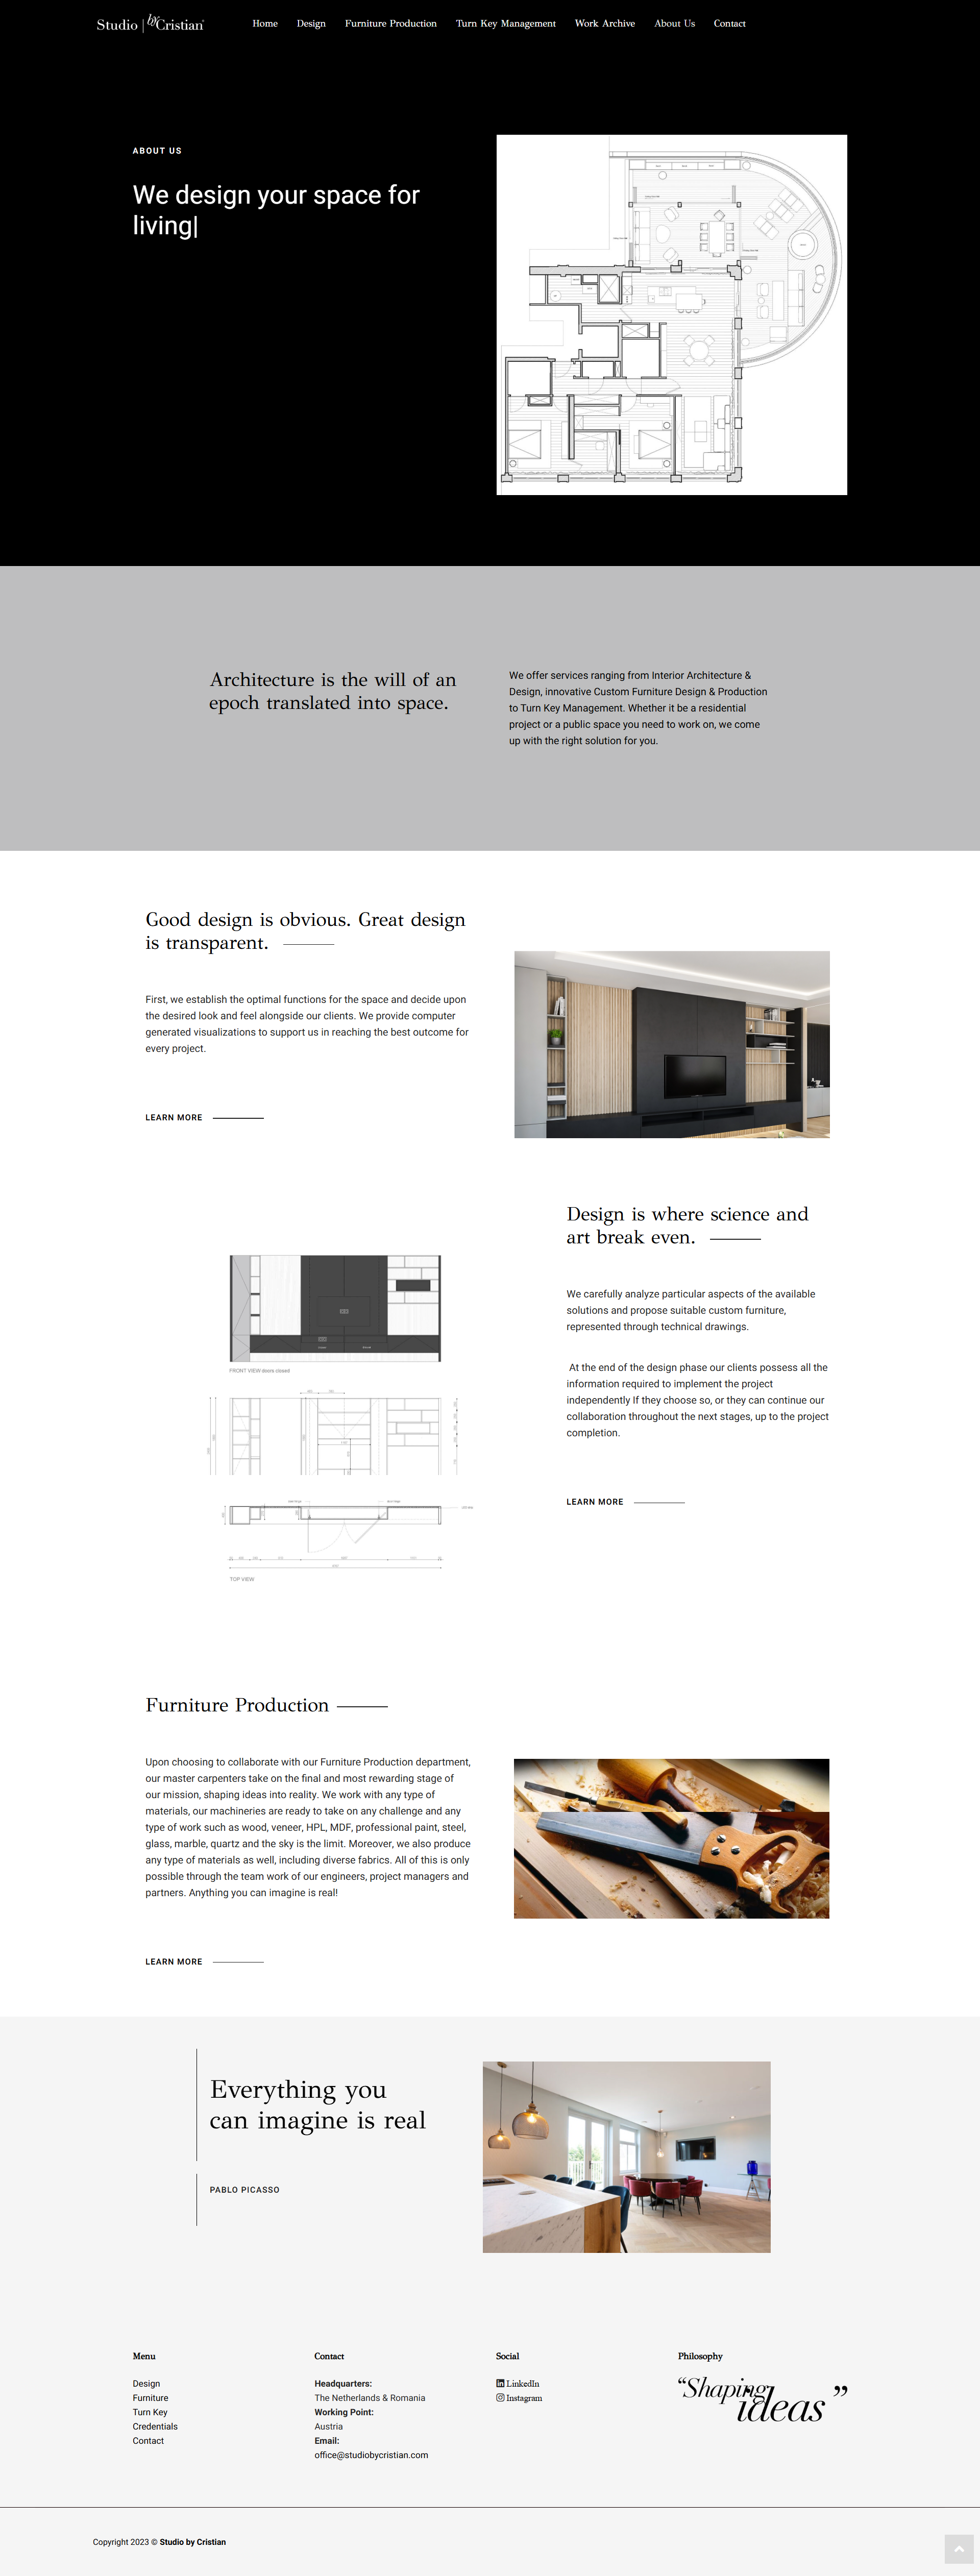 Studio | by Cristian
Home Design Furniture Production Turn Key Management Work Archive About Us Contact
ABOUT US
We design your space for
living|
Architecture is the will of an
epoch translated into space.
We offer services ranging from Interior Architecture &
Design, innovative Custom Furniture Design & Production
to Turn Key Management. Whether it be a residential
project or a public space you need to work on, we come
up with the right solution for you.
Good design is obvious. Great design
is transparent.
First, we establish the optimal functions for the space and decide upon
the desired look and feel alongside our clients. We provide computer
generated visualizations to support us in reaching the best outcome for
every project.
LEARN MORE
FRONT VIEW doors closed
TOP VIEW
Design is where science and
art break even.
We carefully analyze particular aspects of the available
solutions and propose suitable custom furniture,
represented through technical drawings.
At the end of the design phase our clients possess all the
information required to implement the project
independently If they choose so, or they can continue our
collaboration throughout the next stages, up to the project
completion.
LEARN MORE
Furniture Production
Upon choosing to collaborate with our Furniture Production department,
our master carpenters take on the final and most rewarding stage of
our mission, shaping ideas into reality. We work with any type of
materials, our machineries are ready to take on any challenge and any
type of work such as wood, veneer, HPL, MDF, professional paint, steel,
glass, marble, quartz and the sky is the limit. Moreover, we also produce
any type of materials as well, including diverse fabrics. All of this is only
possible through the team work of our engineers, project managers and
partners. Anything you can imagine is real!
LEARN MORE
Everything you
can imagine is real
PABLO PICASSO
Menu
Design
Furniture
Turn Key
Credentials
Contact
Contact
Headquarters:
The Netherlands & Romania
Working Point:
Austria
Email:
office@studiobycristian.com
Social
LinkedIn
Instagram
Philosophy
“Shaping
ideas”
Copyright 2023 © Studio by Cristian